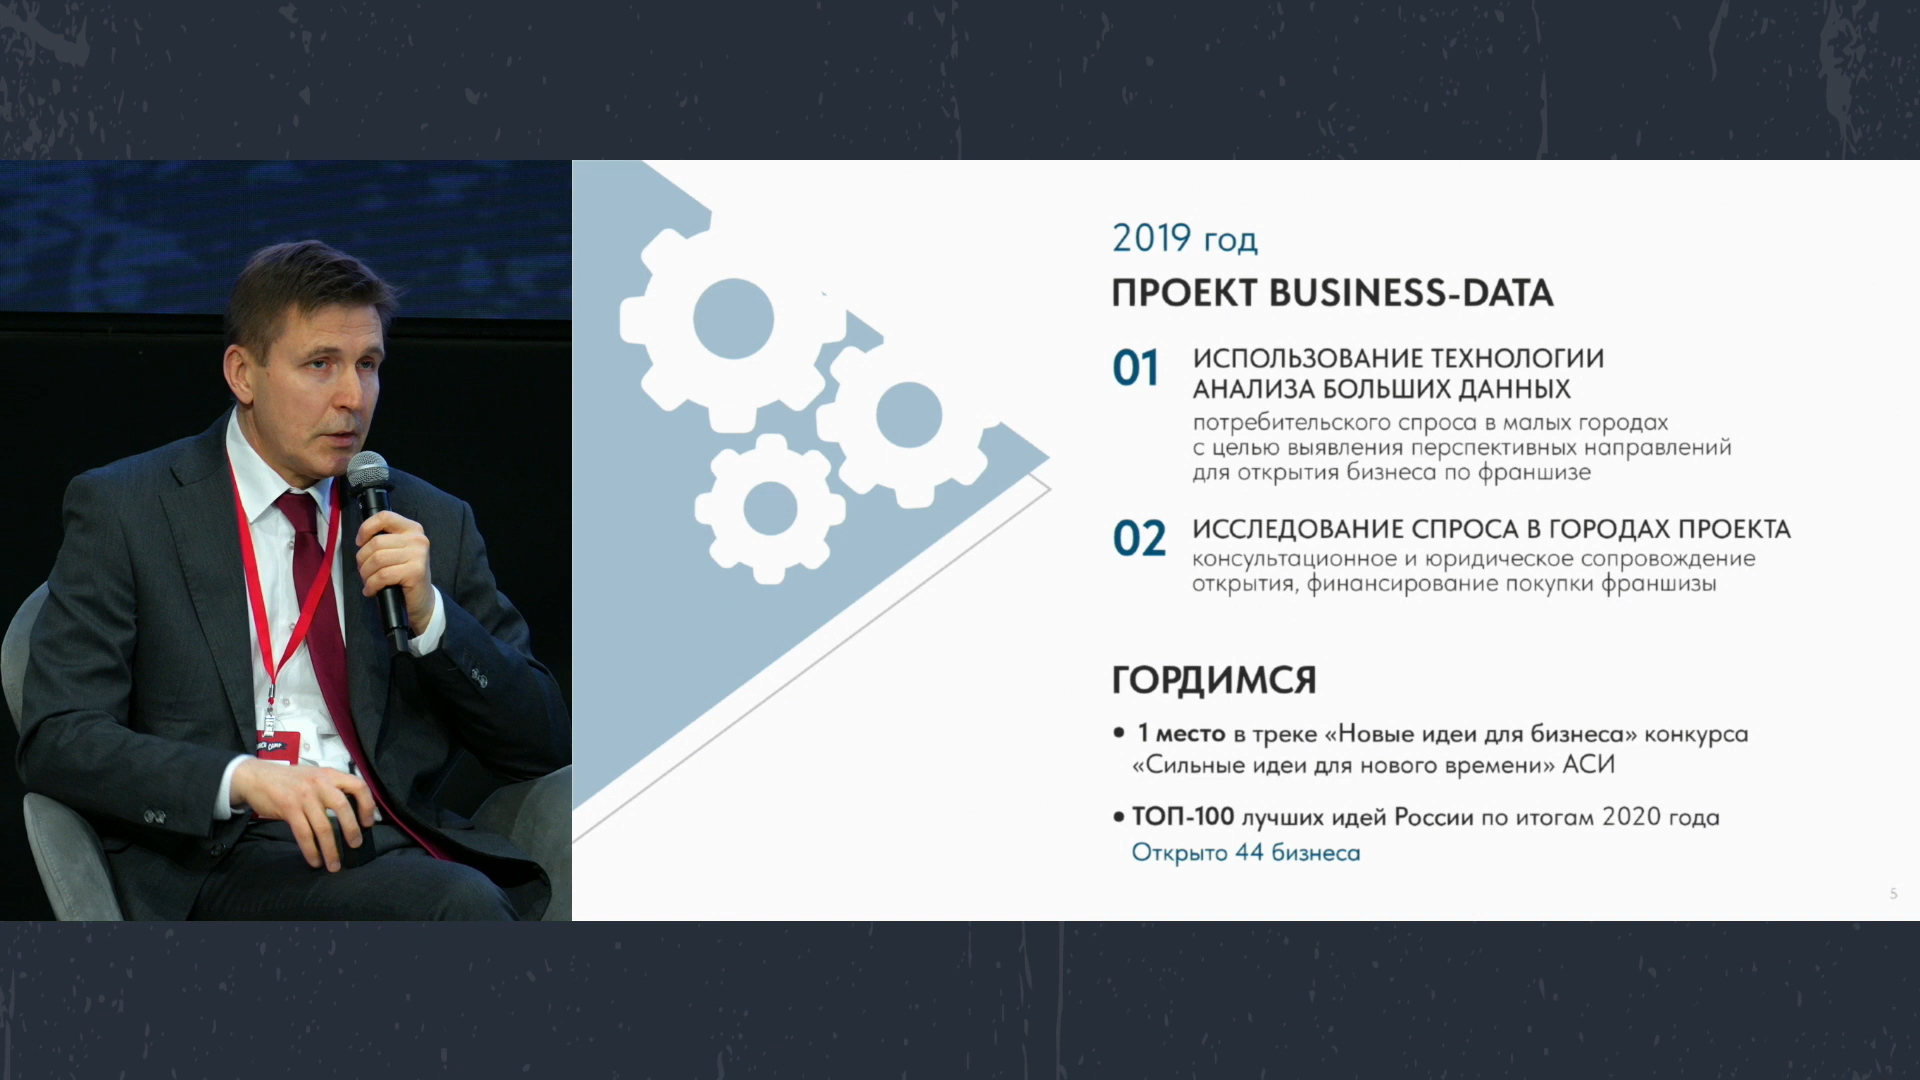 2019 год
ПРОЕКТ BUSINESS-DATA
01
ИСПОЛЬЗОВАНИЕ ТЕХНОЛОГИИ
АНАЛИЗА БОЛЬШИХ ДАННЫХ
потребительского спроса в малых городах
с целью выявления перспективных направлений
для открытия бизнеса по франшизе
02
ИССЛЕДОВАНИЕ СПРОСА В ГОРОДАХ ПРОЕКТА
консультационное и юридическое сопровождение
открытия, финансирование покупки франшизы
ГОРДИМСЯ
• 1 место в треке «Новые идеи для бизнеса» конкурса
«Сильные идеи для нового времени» АСИ
• ТОП-100 лучших идей России по итогам 2020 года
Открыто 44 бизнеса
5
CAMP